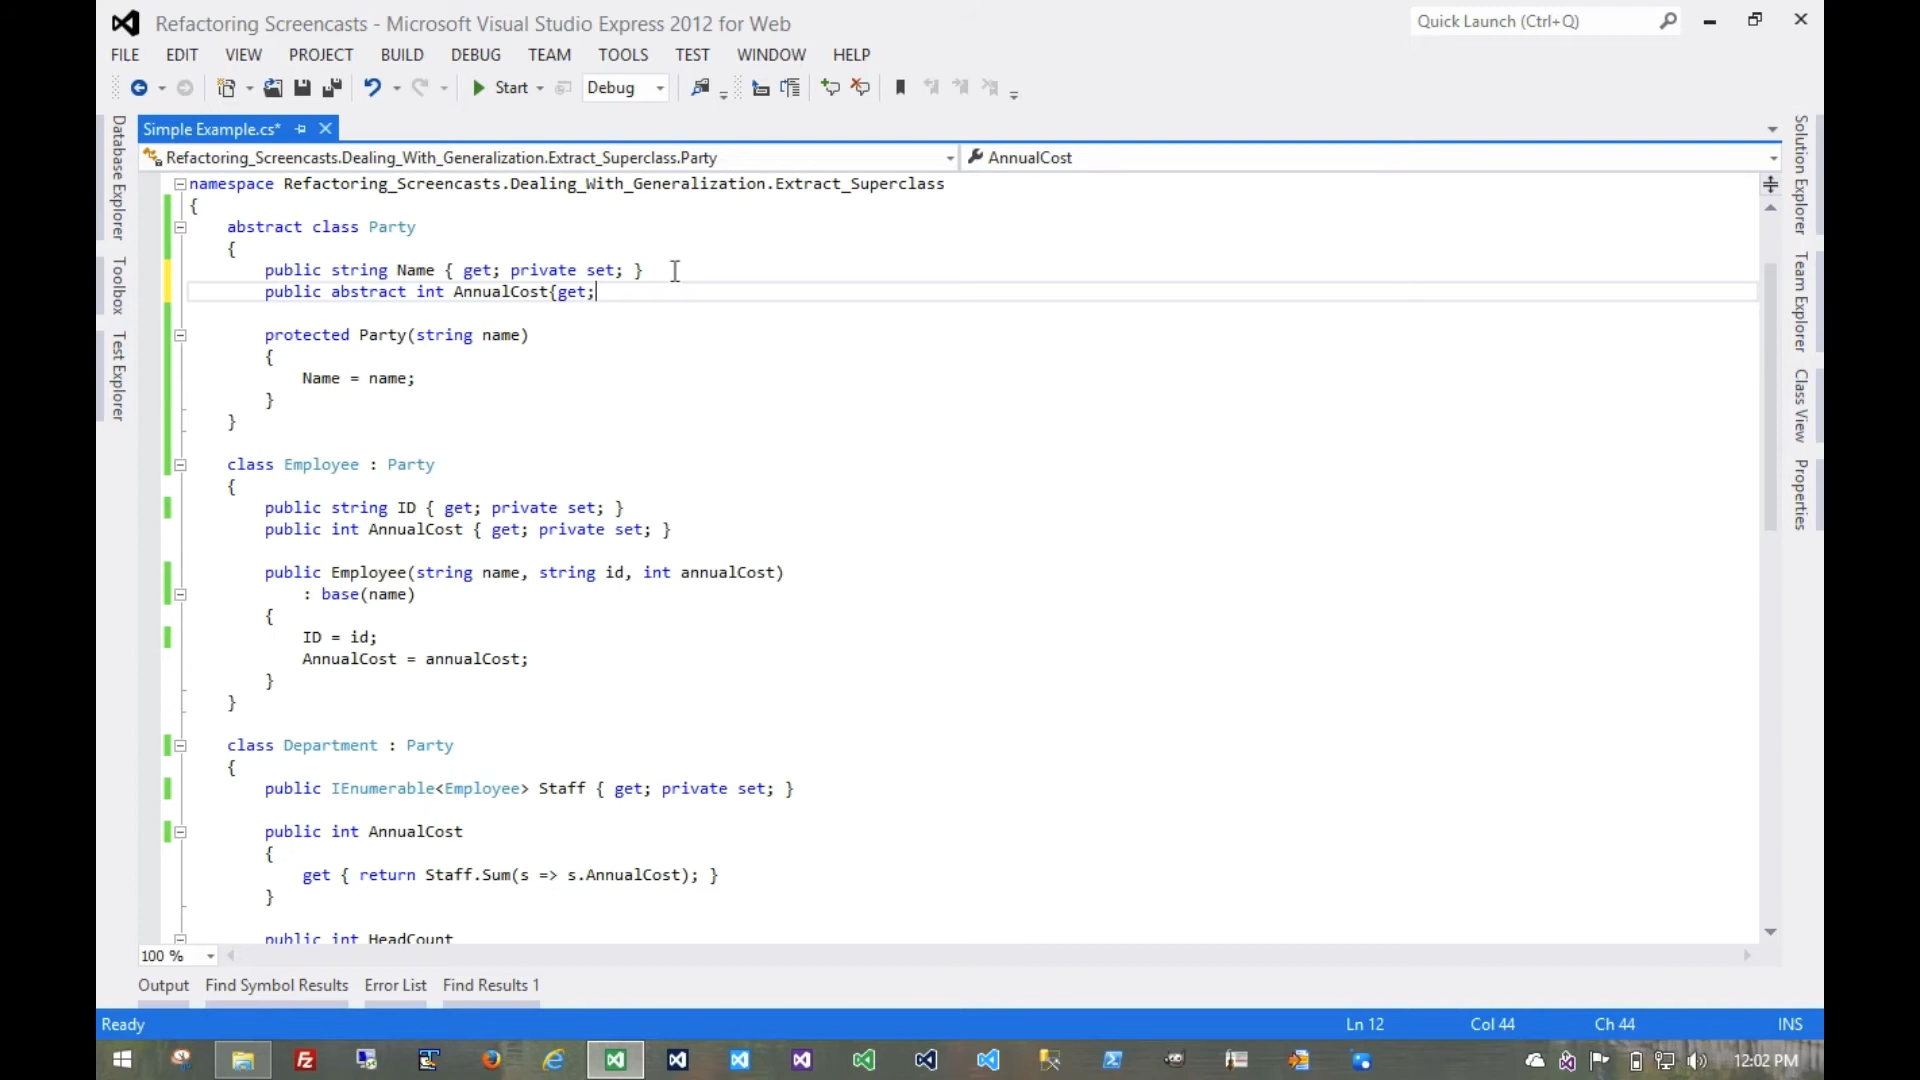 Refactoring Screencasts - Microsoft Visual Studio Express 2012 for Web
Quick Launch (Ctrl+Q)
FILE EDIT VIEW PROJECT BUILD DEBUG TEAM TOOLS TEST WINDOW HELP
Start Debug
Simple Example.cs*
Refactoring_Screencasts.Dealing_With_Generalization.Extract_Superclass.Party
AnnualCost
Database Explorer
Toolbox
Test Explorer
namespace Refactoring_Screencasts.Dealing_With_Generalization.Extract_Superclass
{
abstract class Party
{
public string Name { get; private set; }
public abstract int AnnualCost{get;
protected Party(string name)
{
Name = name;
}
}
class Employee : Party
{
public string ID { get; private set; }
public int AnnualCost { get; private set; }
public Employee(string name, string id, int annualCost)
: base(name)
{
ID = id;
AnnualCost = annualCost;
}
}
class Department : Party
{
public IEnumerable<Employee> Staff { get; private set; }
public int AnnualCost
{
get { return Staff.Sum(s => s.AnnualCost); }
}
public int HeadCount
Solution Explorer
Team Explorer
Class View
Properties
100 %
Output Find Symbol Results Error List Find Results 1
Ready Ln 12 Col 44 Ch 44 INS
12:02 PM